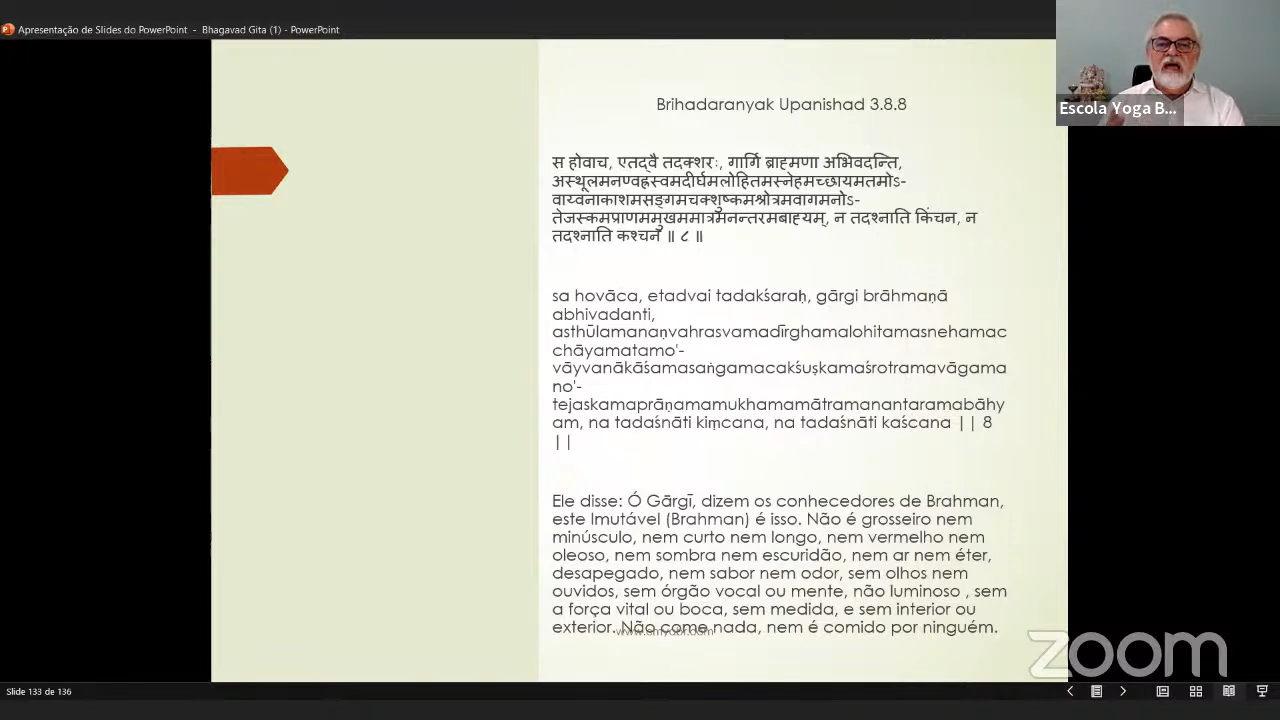 Apresentação de Slides do PowerPoint - Bhagavad Gita (1) - PowerPoint
Escola Yoga B...
Brihadaranyak Upanishad 3.8.8
स होवाच, एतद्वै तदक्शरः, गार्गि ब्राह्मणा अभिवदन्ति,
अस्थूलमनण्वह्रस्वमदीर्घमलोहितमस्नेहमच्छायमतमोऽ-
वाय्वनाकाशमसङ्गमचक्शुष्कमश्रोत्रमवागमनोऽ-
तेजस्कमप्राणममुखममात्रमनन्तरमबाह्यम्, न तदश्नाति किंचन, न
तदश्नाति कश्चन ॥ ८ ॥
sa hovāca, etadvai tadakśaraḥ, gārgi brāhmaṇā
abhivadanti,
asthūlamanaṇvahrasvamadīrghamalohitamasnehamac
chāyamatamo'-
vāyvanākāśamasaṅgamacakśuṣkamaśrotramavāgama
no'-
tejaskamaprāṇamamukhamamātramanantaramabāhy
am, na tadaśnāti kiṃcana, na tadaśnāti kaścana || 8
||
Ele disse: Ó Gārgī, dizem os conhecedores de Brahman,
este Imutável (Brahman) é isso. Não é grosseiro nem
minúsculo, nem curto nem longo, nem vermelho nem
oleoso, nem sombra nem escuridão, nem ar nem éter,
desapegado, nem sabor nem odor, sem olhos nem
ouvidos, sem órgão vocal ou mente, não luminoso , sem
a força vital ou boca, sem medida, e sem interior ou
exterior. Não come nada, nem é comido por ninguém.
zoom
Slide 133 de 136